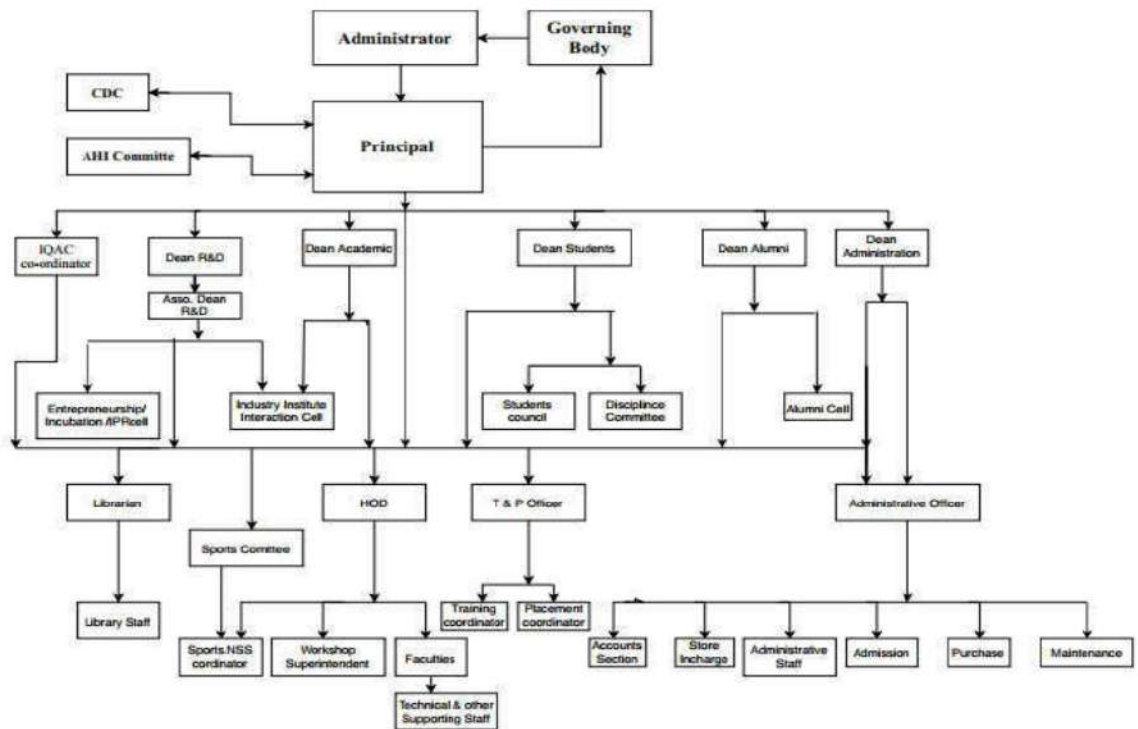 Administrator
Governing
Body
CDC
AHI Committe
Principal
IQAC
co-ordinator
Dean R&D
Dean Academic
Dean Students
Dean Alumni
Dean
Administration
Asso. Dean
R&D
Entrepreneurship/
Incubation /IPRcell
Industry Institute
Interaction Cell
Students
council
Disciplince
Committee
Alumni Cell
Librarian
HOD
T & P Officer
Administrative Officer
Sports Comittee
Library Staff
Sports.NSS
cordinator
Workshop
Superintendent
Faculties
Training
coordinator
Placement
coordinator
Accounts
Section
Store
Incharge
Administrative
Staff
Admission
Purchase
Maintenance
Technical & other
Supporting Staff